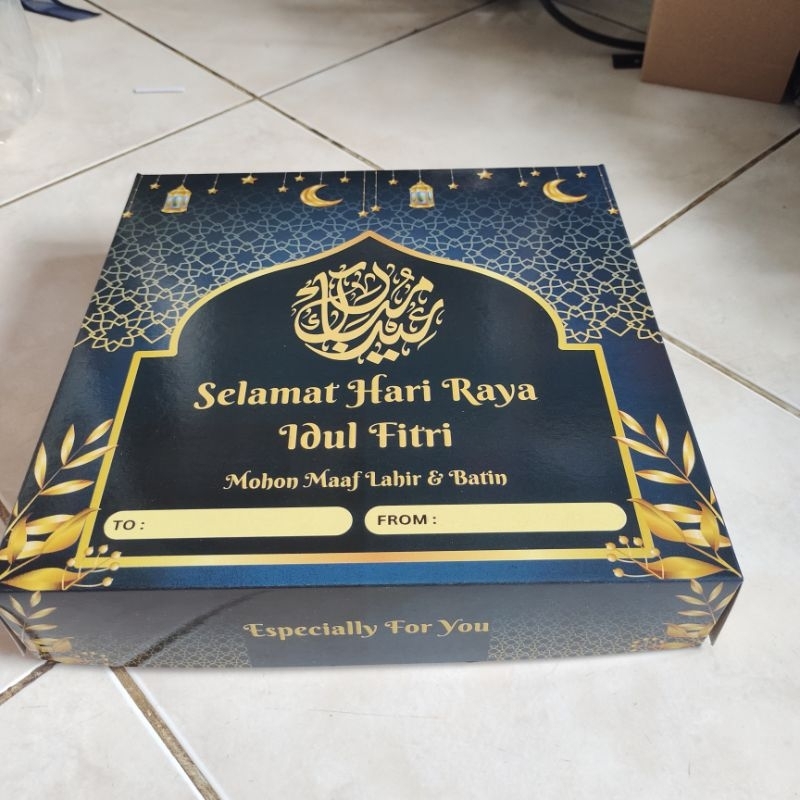 عيد مبارك
Selamat Hari Raya
Idul Fitri
Mohon Maaf Lahir & Batin
TO :
FROM :
Especially For You